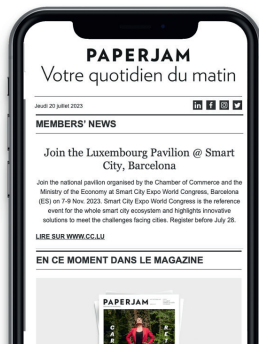 PAPERJAM
Votre quotidien du matin
Jeudi 20 juillet 2023
MEMBERS' NEWS
Join the Luxembourg Pavilion @ Smart
City, Barcelona
Join the national pavilion organised by the Chamber of Commerce and the
Ministry of the Economy at Smart City Expo World Congress, Barcelona
(ES) on 7-9 Nov. 2023. Smart City Expo World Congress is the reference
event for the whole smart city ecosystem and highlights innovative
solutions to meet the challenges facing cities. Register before July 28.
LIRE SUR WWW.CC.LU
EN CE MOMENT DANS LE MAGAZINE
PAPERJAM